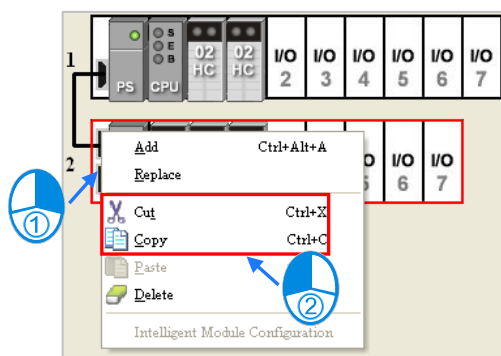 1
PS
CPU
S
E
B
02
HC
02
HC
I/O
2
I/O
3
I/O
4
I/O
5
I/O
6
I/O
7
2
I/O
6
I/O
7
Add Ctrl+Alt+A
Replace
Cut Ctrl+X
Copy Ctrl+C
Paste
Delete
Intelligent Module Configuration
①
②